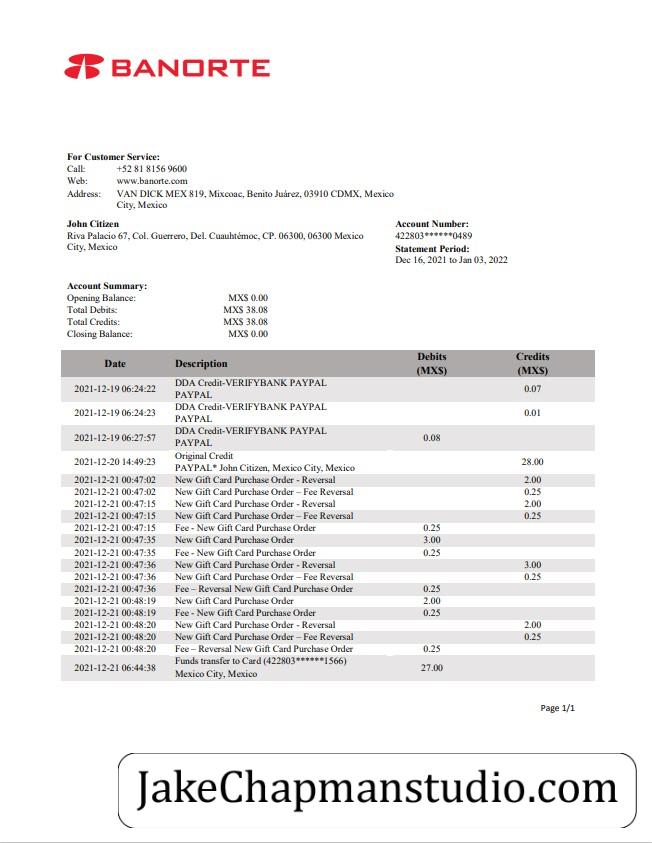 BANORTE
For Customer Service:
Call: +52 81 8156 9600
Web: www.banorte.com
Address: VAN DICK MEX 819, Mixcoac, Benito Juárez, 03910 CDMX, Mexico
City, Mexico
John Citizen
Riva Palacio 67, Col. Guerrero, Del. Cuauhtémoc, CP. 06300, 06300 Mexico
City, Mexico
Account Number:
422803******0489
Statement Period:
Dec 16, 2021 to Jan 03, 2022
Account Summary:
Opening Balance: MX$ 0.00
Total Debits: MX$ 38.08
Total Credits: MX$ 38.08
Closing Balance: MX$ 0.00
Date Description Debits (MX$) Credits (MX$)
2021-12-19 06:24:22 DDA Credit-VERIFYBANK PAYPAL PAYPAL 0.07
2021-12-19 06:24:23 DDA Credit-VERIFYBANK PAYPAL PAYPAL 0.01
2021-12-19 06:27:57 DDA Credit-VERIFYBANK PAYPAL PAYPAL 0.08
2021-12-20 14:49:23 Original Credit PAYPAL* John Citizen, Mexico City, Mexico 28.00
2021-12-21 00:47:02 New Gift Card Purchase Order - Reversal 2.00
2021-12-21 00:47:02 New Gift Card Purchase Order – Fee Reversal 0.25
2021-12-21 00:47:15 New Gift Card Purchase Order - Reversal 2.00
2021-12-21 00:47:15 New Gift Card Purchase Order – Fee Reversal 0.25
2021-12-21 00:47:15 Fee - New Gift Card Purchase Order 0.25
2021-12-21 00:47:35 New Gift Card Purchase Order 3.00
2021-12-21 00:47:35 Fee - New Gift Card Purchase Order 0.25
2021-12-21 00:47:36 New Gift Card Purchase Order - Reversal 3.00
2021-12-21 00:47:36 New Gift Card Purchase Order – Fee Reversal 0.25
2021-12-21 00:47:36 Fee – Reversal New Gift Card Purchase Order 0.25
2021-12-21 00:48:19 New Gift Card Purchase Order 2.00
2021-12-21 00:48:19 Fee - New Gift Card Purchase Order 0.25
2021-12-21 00:48:20 New Gift Card Purchase Order - Reversal 2.00
2021-12-21 00:48:20 New Gift Card Purchase Order – Fee Reversal 0.25
2021-12-21 00:48:20 Fee – Reversal New Gift Card Purchase Order 0.25
2021-12-21 06:44:38 Funds transfer to Card (422803******1566) Mexico City, Mexico 27.00
Page 1/1
JakeChapmanstudio.com